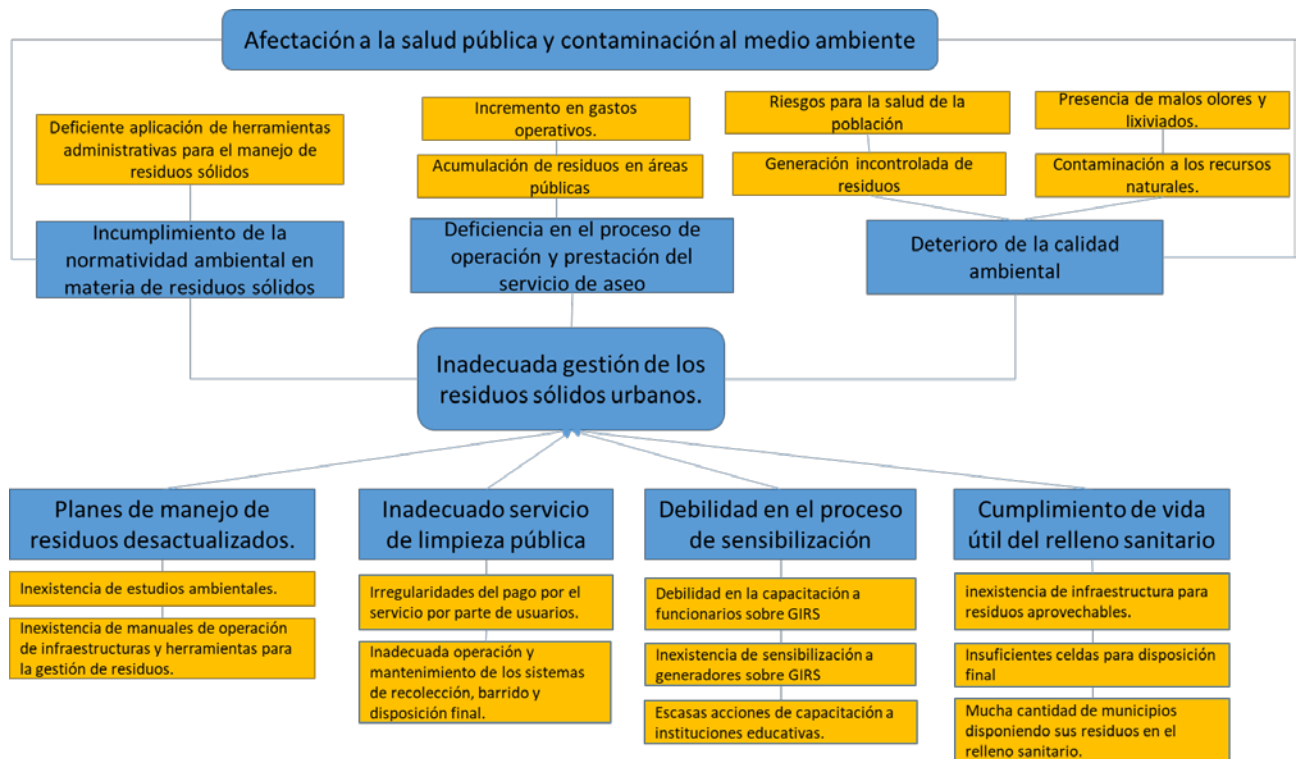 Afectación a la salud pública y contaminación al medio ambiente
Deficiente aplicación de herramientas
administrativas para el manejo de
residuos sólidos
Incremento en gastos
operativos.
Riesgos para la salud de la
población
Presencia de malos olores y
lixiviados.
Acumulación de residuos en áreas
públicas
Generación incontrolada de
residuos
Contaminación a los recursos
naturales.
Incumplimiento de la
normatividad ambiental en
materia de residuos sólidos
Deficiencia en el proceso de
operación y prestación del
servicio de aseo
Deterioro de la calidad
ambiental
Inadecuada gestión de los
residuos sólidos urbanos.
Planes de manejo de
residuos desactualizados.
Inexistencia de estudios ambientales.
Inexistencia de manuales de operación
de infraestructuras y herramientas para
la gestión de residuos.
Inadecuado servicio
de limpieza pública
Irregularidades del pago por el
servicio por parte de usuarios.
Inadecuada operación y
mantenimiento de los sistemas
de recolección, barrido y
disposición final.
Debilidad en el proceso
de sensibilización
Debilidad en la capacitación a
funcionarios sobre GIRS
Inexistencia de sensibilización a
generadores sobre GIRS
Escasas acciones de capacitación a
instituciones educativas.
Cumplimiento de vida
útil del relleno sanitario
inexistencia de infraestructura para
residuos aprovechables.
Insuficientes celdas para disposición
final
Mucha cantidad de municipios
disponiendo sus residuos en el
relleno sanitario.